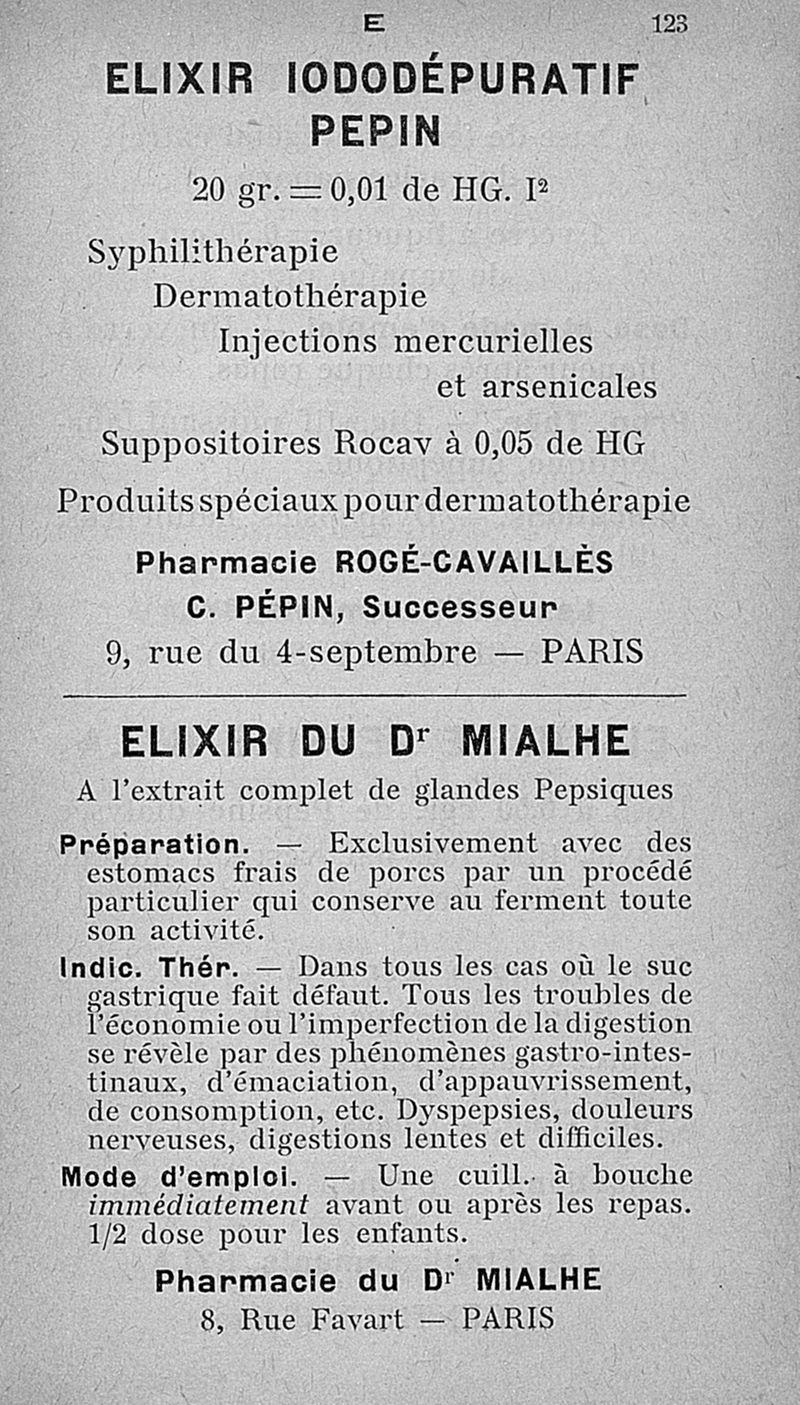 E 123
ELIXIR IODODÉPURATIF
PEPIN
20 gr. = 0,01 de HG. I²
Syphilithérapie
Dermatothérapie
Injections mercurielles
et arsenicales
Suppositoires Rocav à 0,05 de HG
Produits spéciaux pour dermatothérapie
Pharmacie ROGÉ-CAVAILLÈS
C. PÉPIN, Successeur
9, rue du 4-septembre — PARIS
ELIXIR DU Dr MIALHE
A l'extrait complet de glandes Pepsiques
Préparation. — Exclusivement avec des
estomacs frais de porcs par un procédé
particulier qui conserve au ferment toute
son activité.
Indic. Thér. — Dans tous les cas où le suc
gastrique fait défaut. Tous les troubles de
l'économie ou l'imperfection de la digestion
se révèle par des phénomènes gastro-intes-
tinaux, d'émaciation, d'appauvrissement,
de consomption, etc. Dyspepsies, douleurs
nerveuses, digestions lentes et difficiles.
Mode d'emploi. — Une cuill. à bouche
immédiatement avant ou après les repas.
1/2 dose pour les enfants.
Pharmacie du Dr MIALHE
8, Rue Favart — PARIS